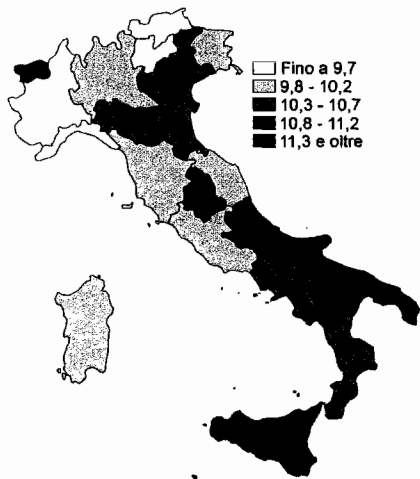 Fino a 9,7
9,8 - 10,2
10,3 - 10,7
10,8 - 11,2
11,3 e oltre